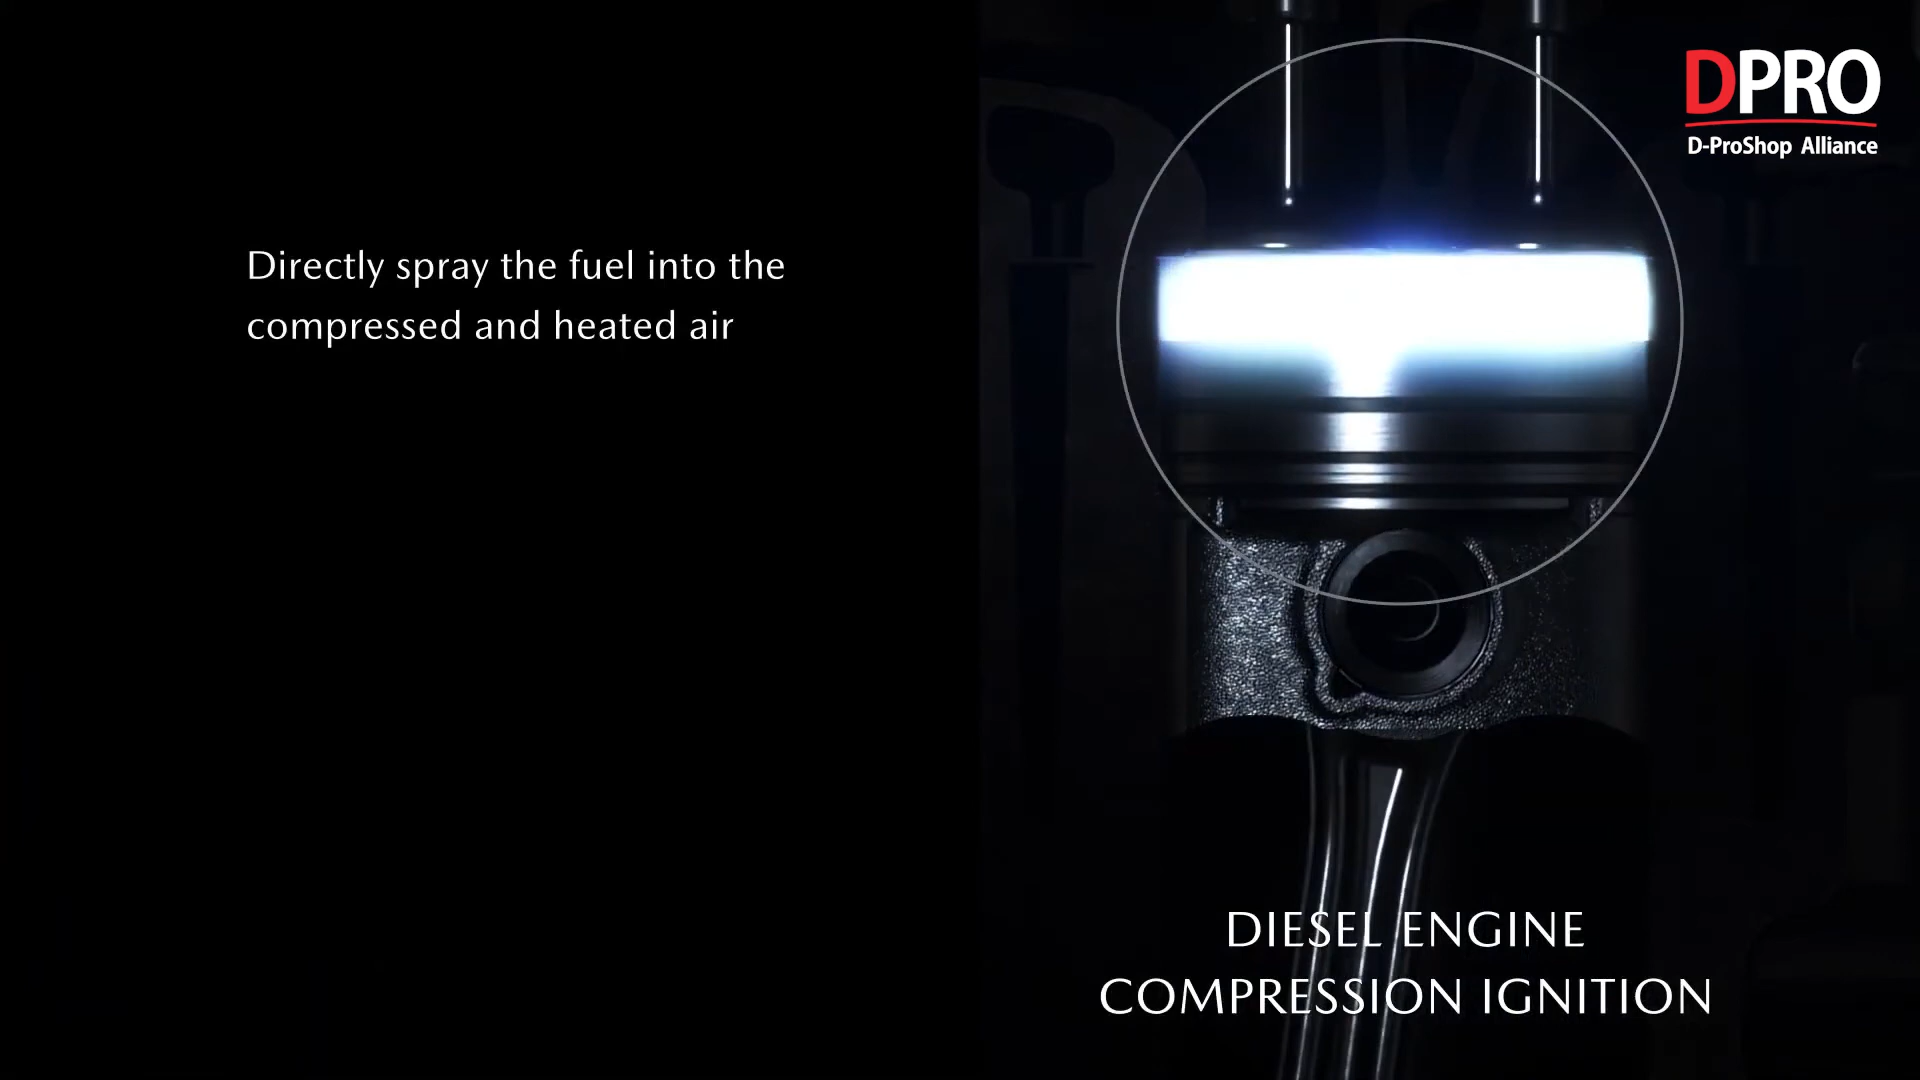 DPRO
D-ProShop Alliance
Directly spray the fuel into the
compressed and heated air
DIESEL ENGINE
COMPRESSION IGNITION